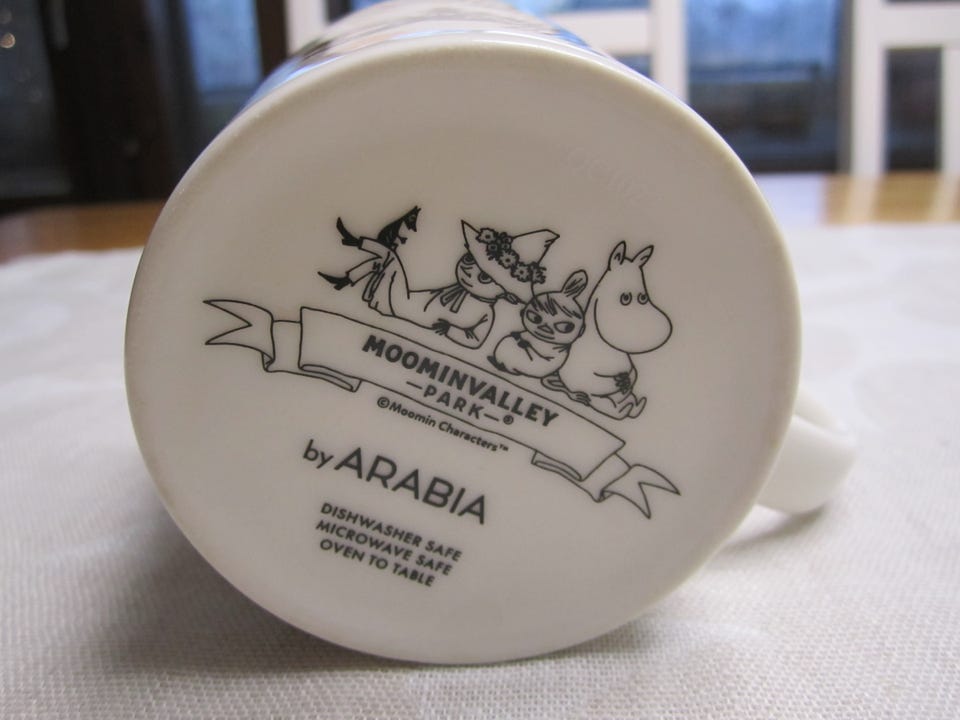 MOOMINVALLEY
—PARK—®
©Moomin Characters™
by ARABIA
DISHWASHER SAFE
MICROWAVE SAFE
OVEN TO TABLE